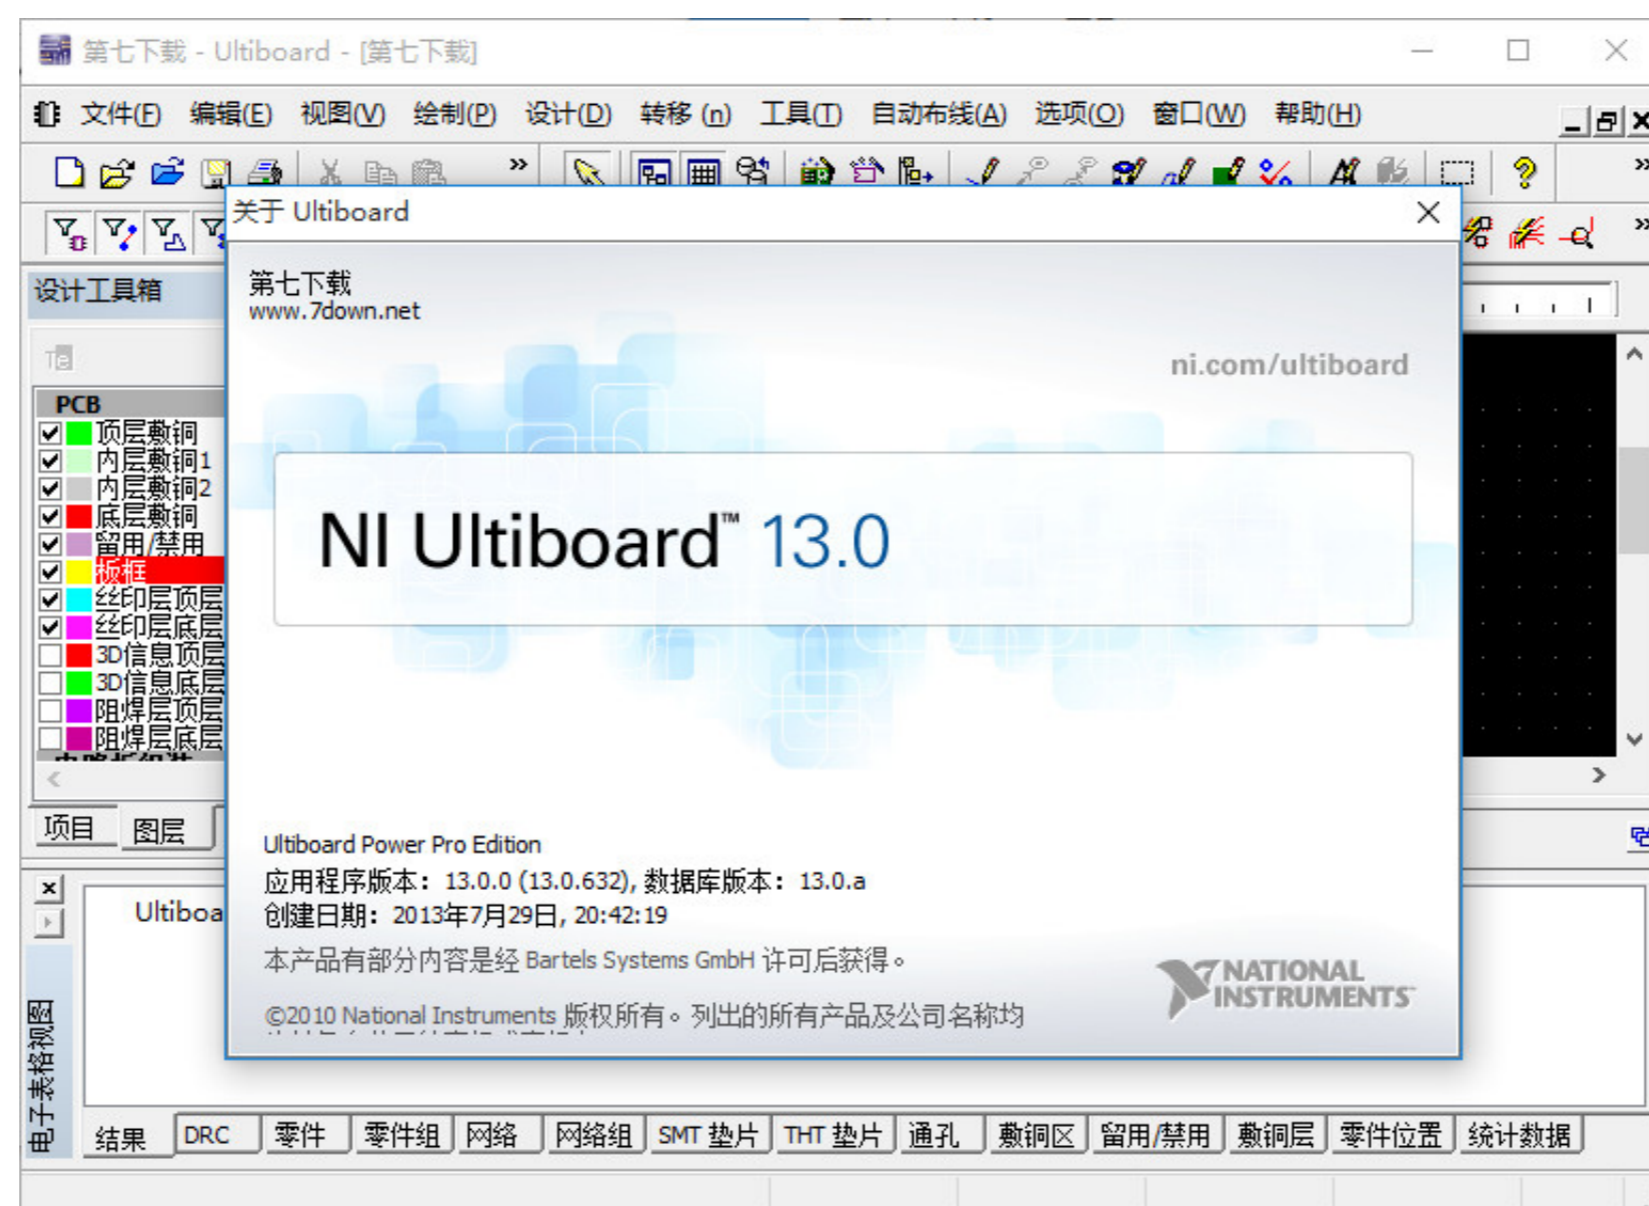 第七下载 - Ultiboard - [第七下载]
文件(F) 编辑(E) 视图(V) 绘制(P) 设计(D) 转移 (n) 工具(T) 自动布线(A) 选项(O) 窗口(W) 帮助(H)
关于 Ultiboard
设计工具箱
第七下载
www.7down.net
ni.com/ultiboard
PCB
顶层敷铜
内层敷铜1
内层敷铜2
底层敷铜
留用/禁用
板框
丝印层顶层
丝印层底层
3D信息顶层
3D信息底层
阻焊层顶层
阻焊层底层
NI Ultiboard™ 13.0
项目 图层
Ultiboard Power Pro Edition
应用程序版本：13.0.0 (13.0.632), 数据库版本：13.0.a
创建日期：2013年7月29日, 20:42:19
本产品有部分内容是经 Bartels Systems GmbH 许可后获得。
©2010 National Instruments 版权所有。列出的所有产品及公司名称均
NATIONAL
INSTRUMENTS
Ultiboa
电子表格视图
结果 DRC 零件 零件组 网络 网络组 SMT 垫片 THT 垫片 通孔 敷铜区 留用/禁用 敷铜层 零件位置 统计数据